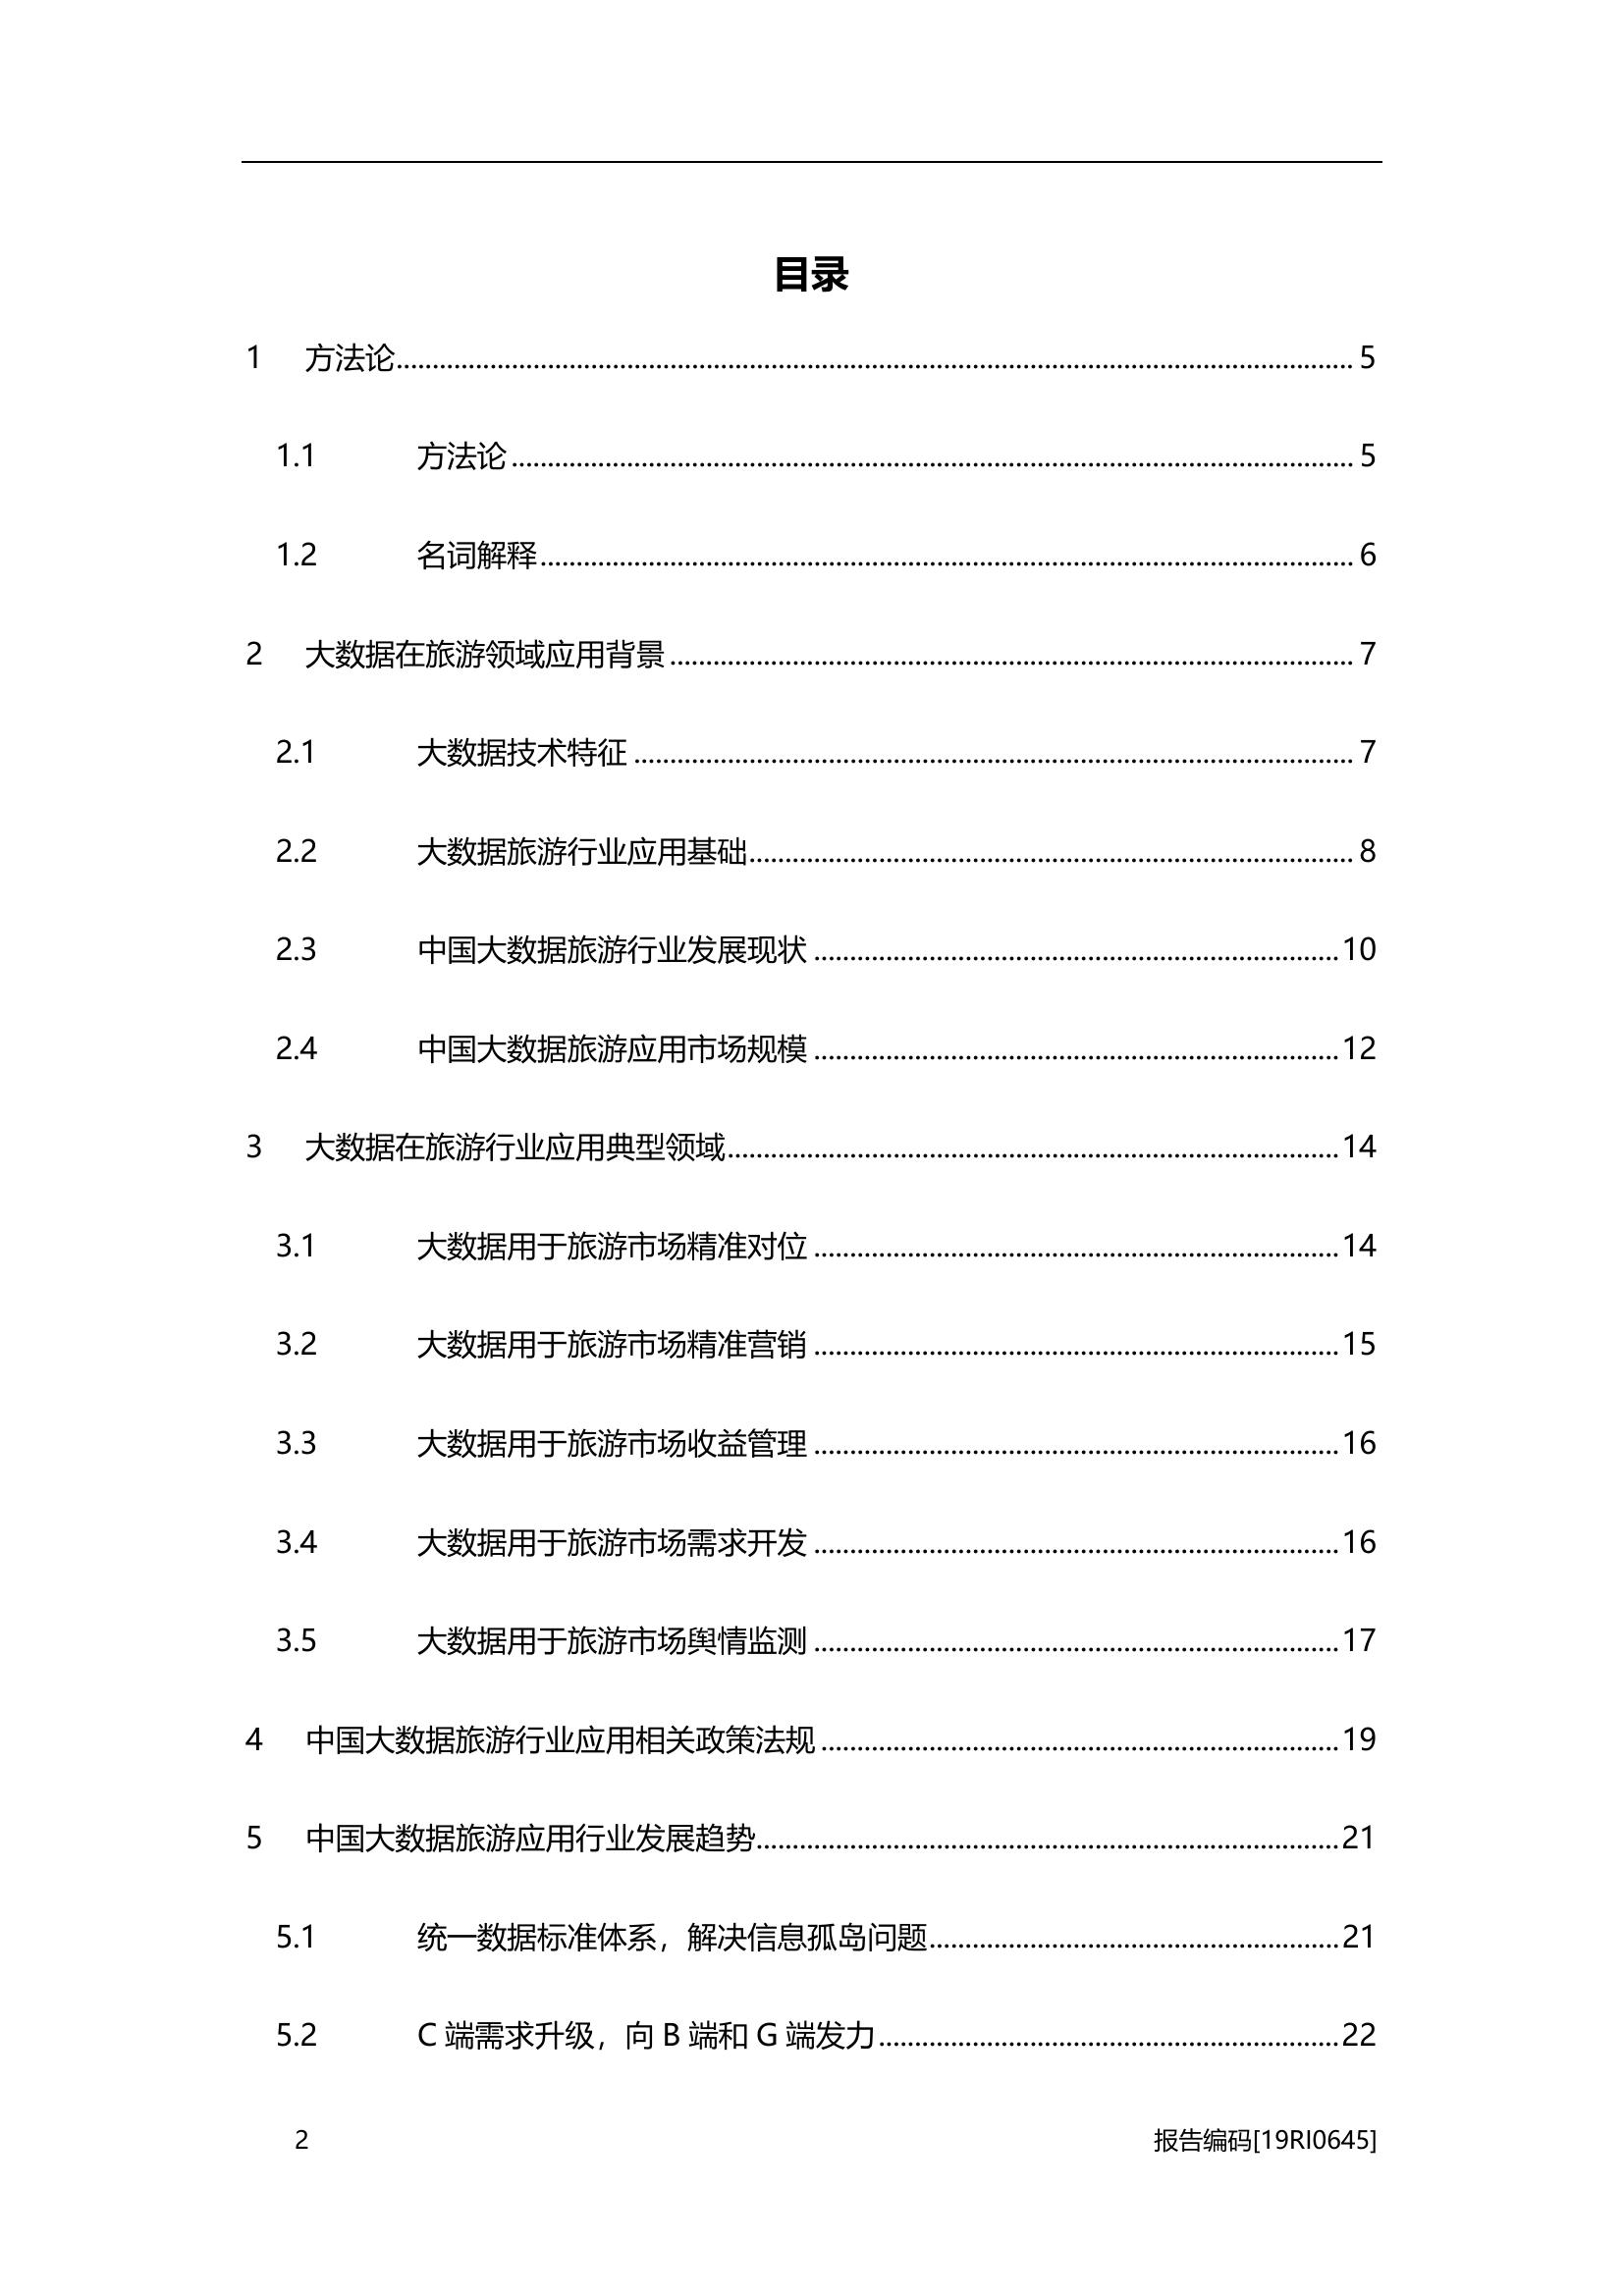 目录
1 方法论 5
1.1 方法论 5
1.2 名词解释 6
2 大数据在旅游领域应用背景 7
2.1 大数据技术特征 7
2.2 大数据旅游行业应用基础 8
2.3 中国大数据旅游行业发展现状 10
2.4 中国大数据旅游应用市场规模 12
3 大数据在旅游行业应用典型领域 14
3.1 大数据用于旅游市场精准对位 14
3.2 大数据用于旅游市场精准营销 15
3.3 大数据用于旅游市场收益管理 16
3.4 大数据用于旅游市场需求开发 16
3.5 大数据用于旅游市场舆情监测 17
4 中国大数据旅游行业应用相关政策法规 19
5 中国大数据旅游应用行业发展趋势 21
5.1 统一数据标准体系，解决信息孤岛问题 21
5.2 C 端需求升级，向 B 端和 G 端发力 22
2 报告编码[19RI0645]